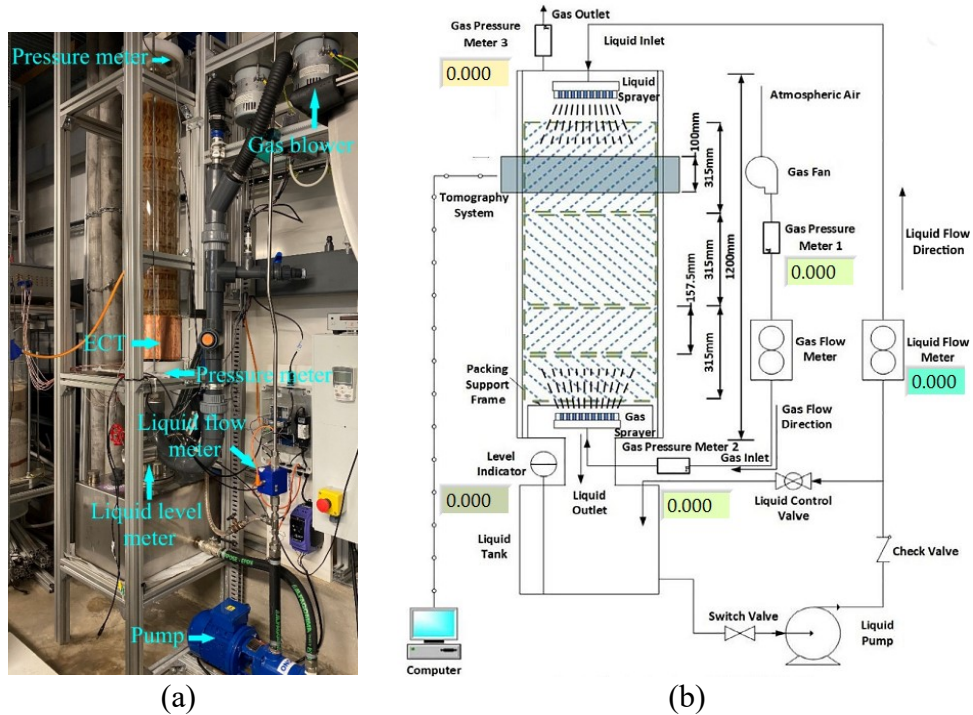 Pressure meter
Gas blower
ECT
Pressure meter
Liquid flow
meter
Liquid level
meter
Pump
(a)
Gas Outlet
Gas Pressure
Meter 3
0.000
Liquid Inlet
Liquid
Sprayer
Atmospheric Air
100mm
315mm
Gas Fan
Tomography
System
Gas Pressure
Meter 1
0.000
Liquid Flow
Direction
315mm
1200mm
157.5mm
315mm
Gas Flow
Meter
Liquid Flow
Meter
0.000
Packing
Support
Frame
Gas
Sprayer
Gas Flow
Direction
Gas Pressure Meter 2
Gas Inlet
Level
Indicator
0.000
Liquid
Outlet
0.000
Liquid Control
Valve
Liquid
Tank
Check Valve
Switch Valve
Liquid
Pump
Computer
(b)